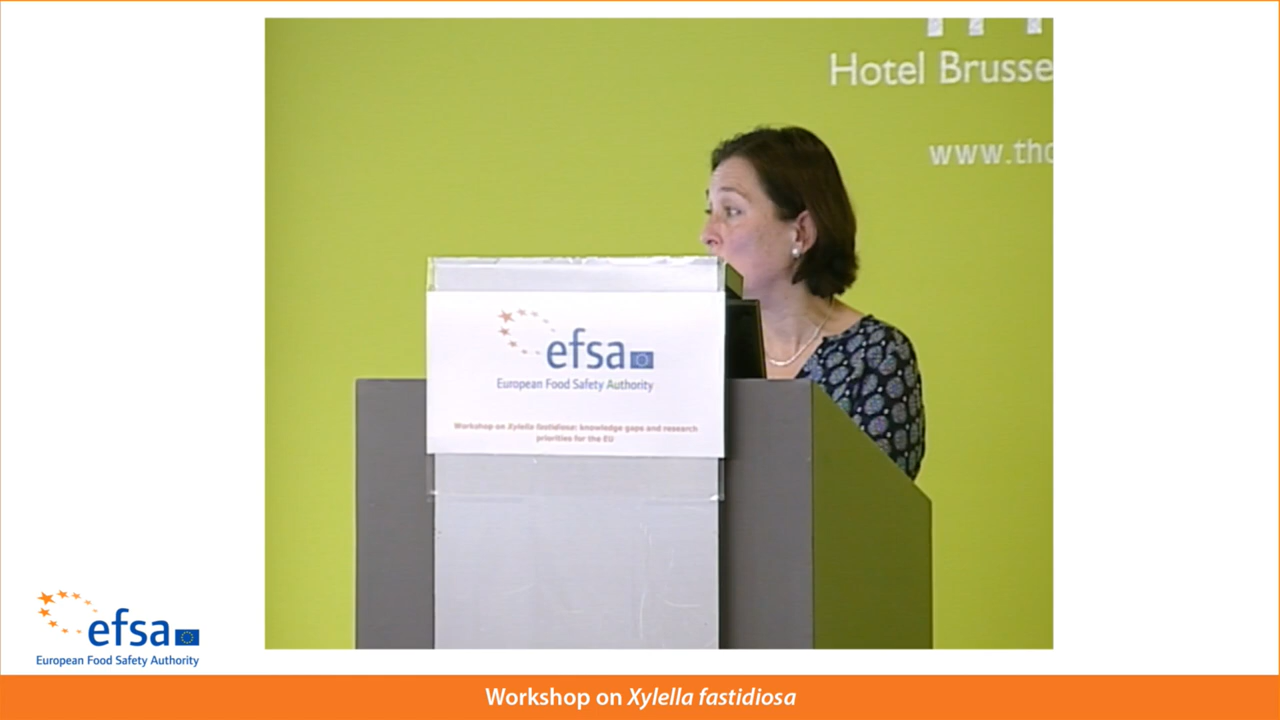 Hotel Brusse
www.tho
efsa
European Food Safety Authority
Workshop on Xylella fastidiosa: knowledge gaps and research
priorities for the EU
efsa
European Food Safety Authority
Workshop on Xylella fastidiosa